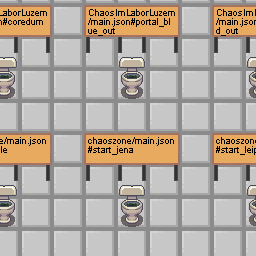 LaborLuzern
n#coredum
ChaosImLaborLuzern
/main.json#portal_bl
ue_out
ChaosImLabor
/main.json#
d_out
e/main.json
le
chaoszone/main.json
#start_jena
chaoszone
#start_leip